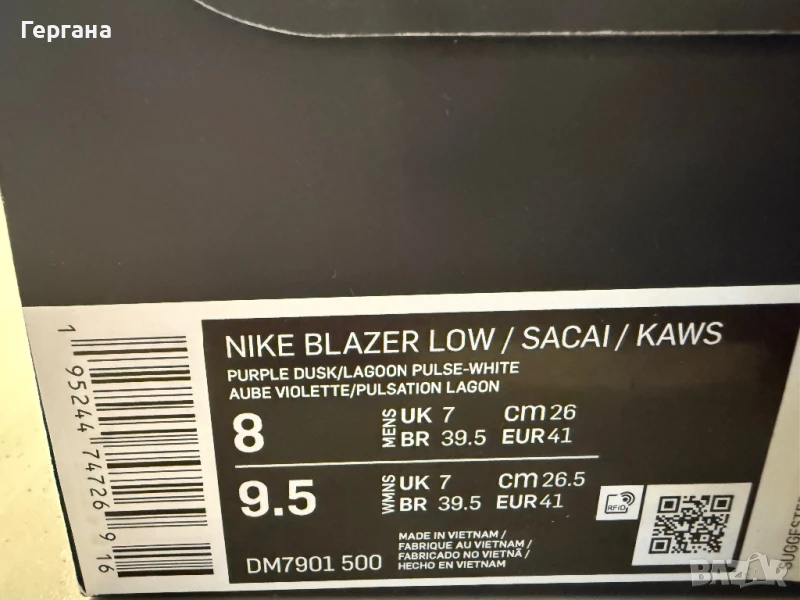 Гергана
NIKE BLAZER LOW / SACAI / KAWS
PURPLE DUSK/LAGOON PULSE-WHITE
AUBE VIOLETTE/PULSATION LAGON
8 MENS UK 7 cm 26
BR 39.5 EUR 41
9.5 WMNS UK 7 cm 26.5
BR 39.5 EUR 41
RFID
DM7901 500
MADE IN VIETNAM /
FABRIQUE AU VIETNAM /
FABRICADO NO VIETNÃ /
HECHO EN VIETNAM
1 95244 74726 916
SUGGESTE
BAZAR